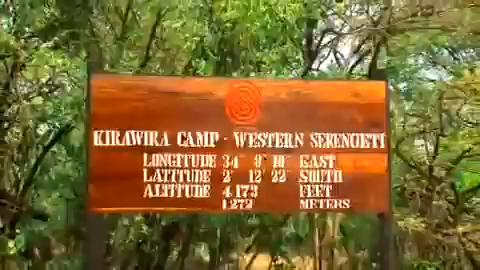 KIRAWIRA CAMP - WESTERN SERENGETI
LONGITUDE 34° 9' 10" EAST
LATITUDE 2° 12' 22" SOUTH
ALTITUDE 4,173 FEET
1,272 METERS